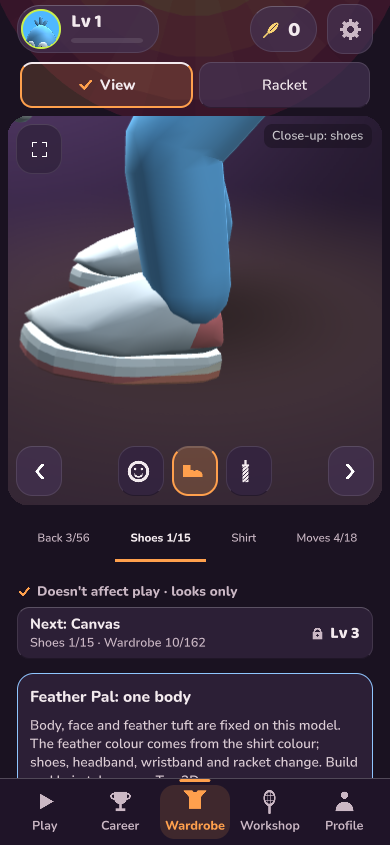 Lv 1
0
View
Racket
Close-up: shoes
Back 3/56
Shoes 1/15
Shirt
Moves 4/18
Doesn't affect play · looks only
Next: Canvas
Shoes 1/15 · Wardrobe 10/162
Lv 3
Feather Pal: one body
Body, face and feather tuft are fixed on this model.
The feather colour comes from the shirt colour;
shoes, headband, wristband and racket change. Build
Play
Career
Wardrobe
Workshop
Profile